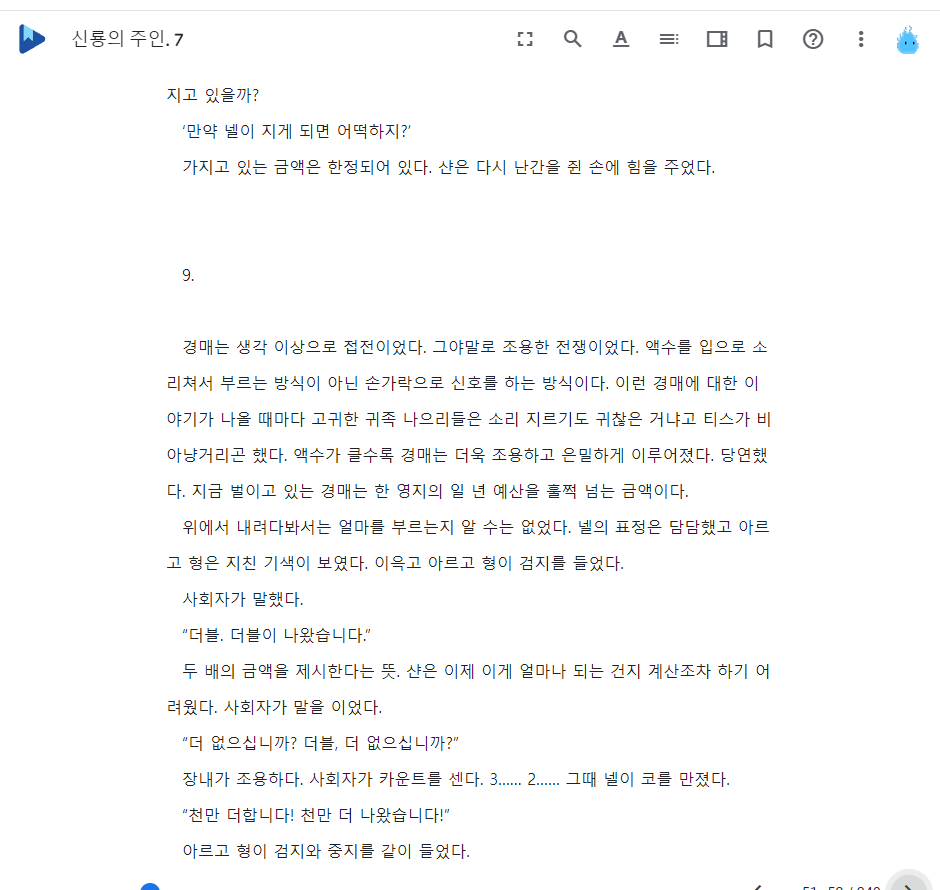 신룡의 주인. 7
지고 있을까?
'만약 넬이 지게 되면 어떡하지?'
가지고 있는 금액은 한정되어 있다. 샨은 다시 난간을 쥔 손에 힘을 주었다.
9.
경매는 생각 이상으로 접전이었다. 그야말로 조용한 전쟁이었다. 액수를 입으로 소
리쳐서 부르는 방식이 아닌 손가락으로 신호를 하는 방식이다. 이런 경매에 대한 이
야기가 나올 때마다 고귀한 귀족 나으리들은 소리 지르기도 귀찮은 거냐고 티스가 비
아냥거리곤 했다. 액수가 클수록 경매는 더욱 조용하고 은밀하게 이루어졌다. 당연했
다. 지금 벌이고 있는 경매는 한 영지의 일 년 예산을 훌쩍 넘는 금액이다.
위에서 내려다봐서는 얼마를 부르는지 알 수는 없었다. 넬의 표정은 담담했고 아르
고 형은 지친 기색이 보였다. 이윽고 아르고 형이 검지를 들었다.
사회자가 말했다.
"더블. 더블이 나왔습니다."
두 배의 금액을 제시한다는 뜻. 샨은 이제 이게 얼마나 되는 건지 계산조차 하기 어
려웠다. 사회자가 말을 이었다.
"더 없으십니까? 더블, 더 없으십니까?"
장내가 조용하다. 사회자가 카운트를 센다. 3...... 2...... 그때 넬이 코를 만졌다.
"천만 더합니다! 천만 더 나왔습니다!"
아르고 형이 검지와 중지를 같이 들었다.